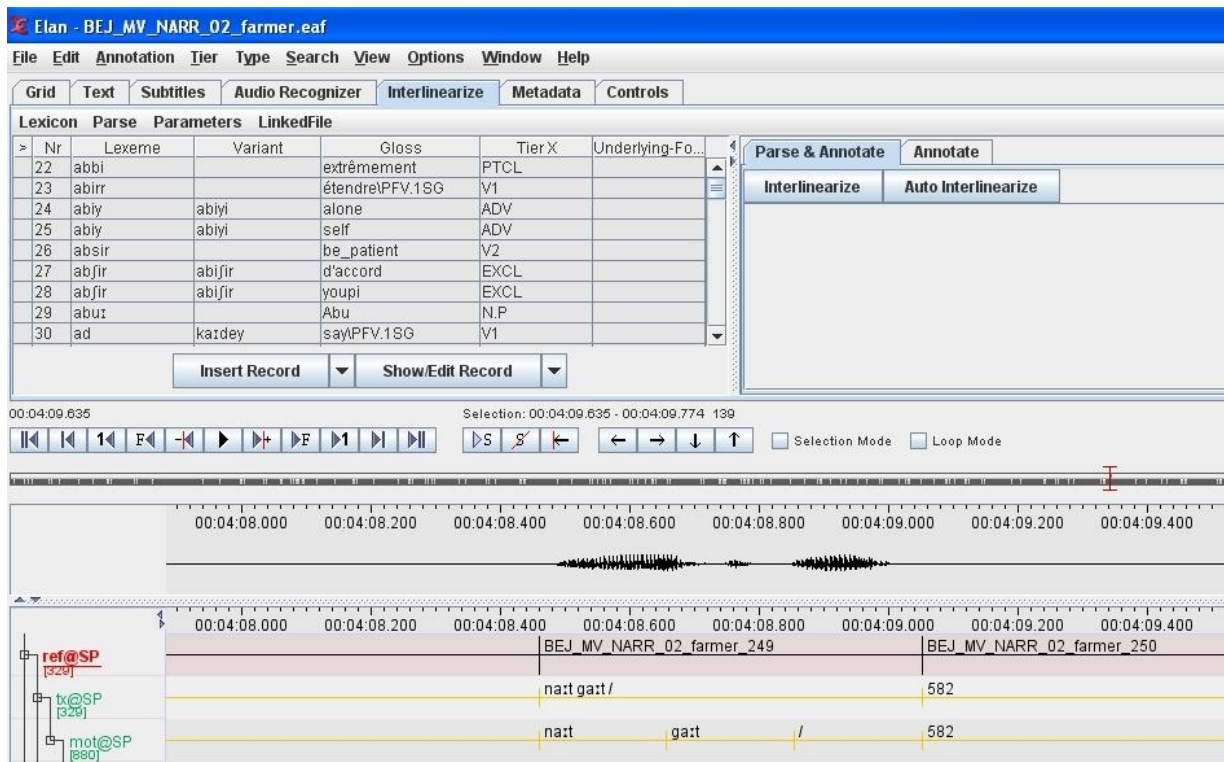 Elan - BEJ_MV_NARR_02_farmer.eaf
File Edit Annotation Tier Type Search View Options Window Help
Grid Text Subtitles Audio Recognizer Interlinearize Metadata Controls
Lexicon Parse Parameters LinkedFile
> Nr Lexeme Variant Gloss Tier X Underlying-Fo...
22 abbi extrêmement PTCL
23 abirr étendre\PFV.1SG V1
24 abiy abiyi alone ADV
25 abiy abiyi self ADV
26 absir be_patient V2
27 abʃir abiʃir d'accord EXCL
28 abʃir abiʃir youpi EXCL
29 abuɪ Abu N.P
30 ad kaɪdey say\PFV.1SG V1
Insert Record Show/Edit Record
Parse & Annotate Annotate
Interlinearize Auto Interlinearize
00:04:09.635 Selection: 00:04:09.635 - 00:04:09.774 139
1 F F 1 S S Selection Mode Loop Mode
00:04:08.000 00:04:08.200 00:04:08.400 00:04:08.600 00:04:08.800 00:04:09.000 00:04:09.200 00:04:09.400
00:04:08.000 00:04:08.200 00:04:08.400 00:04:08.600 00:04:08.800 00:04:09.000 00:04:09.200 00:04:09.400
ref@SP BEJ_MV_NARR_02_farmer_249 BEJ_MV_NARR_02_farmer_250
[329]
tx@SP naɪt gaɪt / 582
[329]
mot@SP naɪt gaɪt / 582
[880]